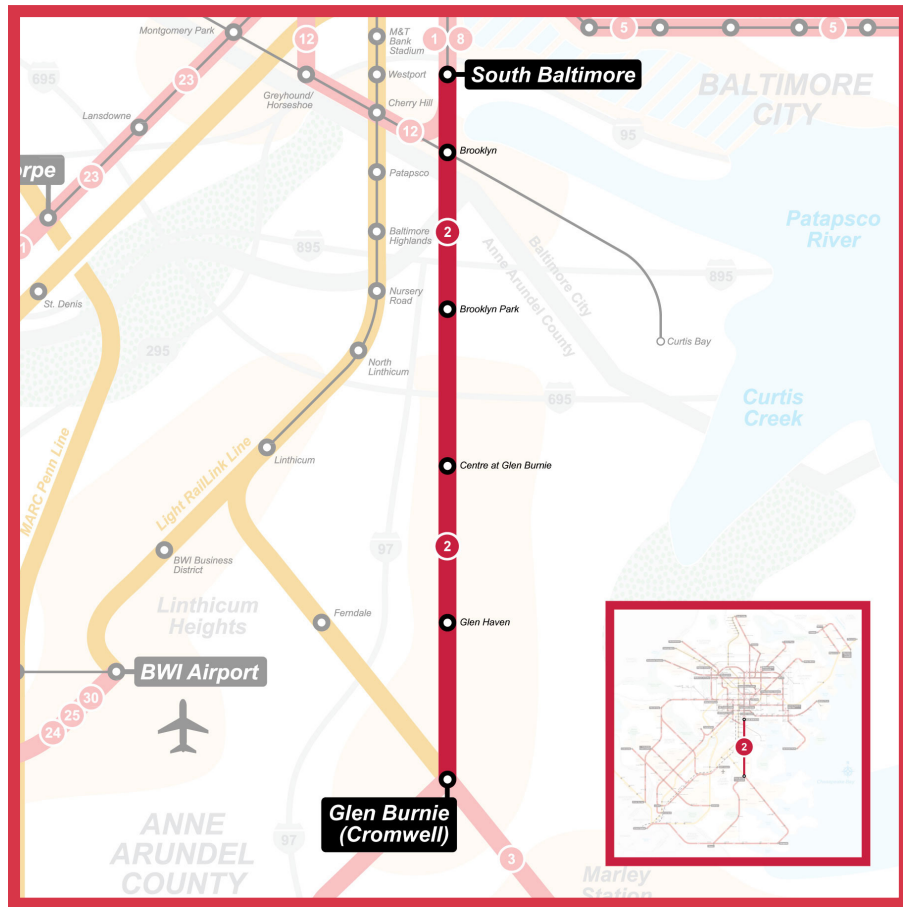 Montgomery Park
12
M&T
Bank
Stadium
1
8
5
5
695
23
Greyhound/
Horseshoe
Westport
South Baltimore
BALTIMORE
CITY
Lansdowne
Cherry Hill
12
95
Brooklyn
orpe
23
Patapsco
1
Baltimore
Highlands
2
Patapsco
River
895
Baltimore City
Anne Arundel County
895
St. Denis
Nursery
Road
Brooklyn Park
295
North
Linthicum
Curtis Bay
695
Curtis
Creek
MARC Penn Line
Light RailLink Line
Linthicum
Centre at Glen Burnie
BWI Business
District
97
2
Linthicum
Heights
Ferndale
Glen Haven
BWI Airport
30
25
24
2
Glen Burnie
(Cromwell)
ANNE
ARUNDEL
COUNTY
97
3
Marley
Station